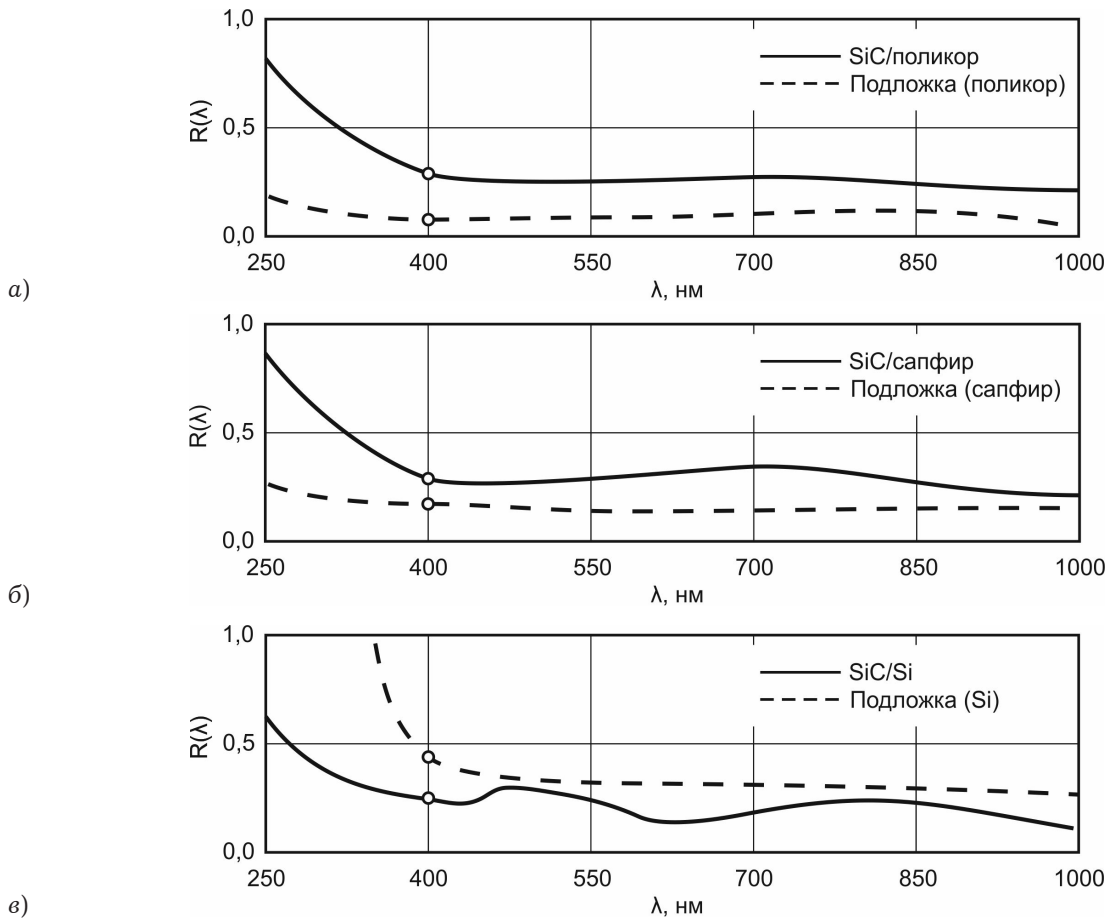 1,0
SiC/поликор
Подложка (поликор)
R(λ)
0,5
0,0
250 400 550 700 850 1000
λ, нм
а)
1,0
SiC/сапфир
Подложка (сапфир)
R(λ)
0,5
0,0
250 400 550 700 850 1000
λ, нм
б)
1,0
SiC/Si
Подложка (Si)
R(λ)
0,5
0,0
250 400 550 700 850 1000
λ, нм
в)